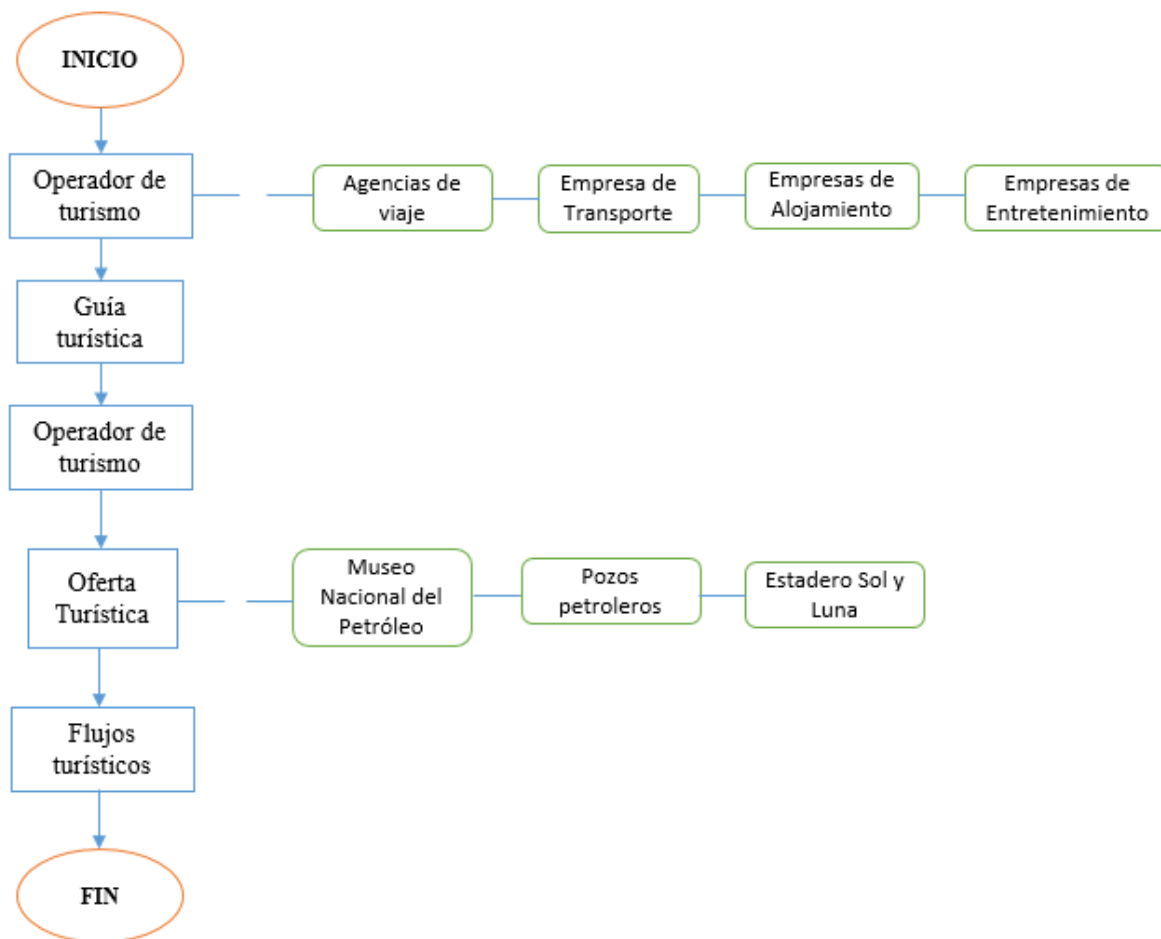 INICIO
Operador de
turismo
Agencias de
viaje
Empresa de
Transporte
Empresas de
Alojamiento
Empresas de
Entretenimiento
Guía
turística
Operador de
turismo
Oferta
Turística
Museo
Nacional del
Petróleo
Pozos
petroleros
Estadero Sol y
Luna
Flujos
turísticos
FIN